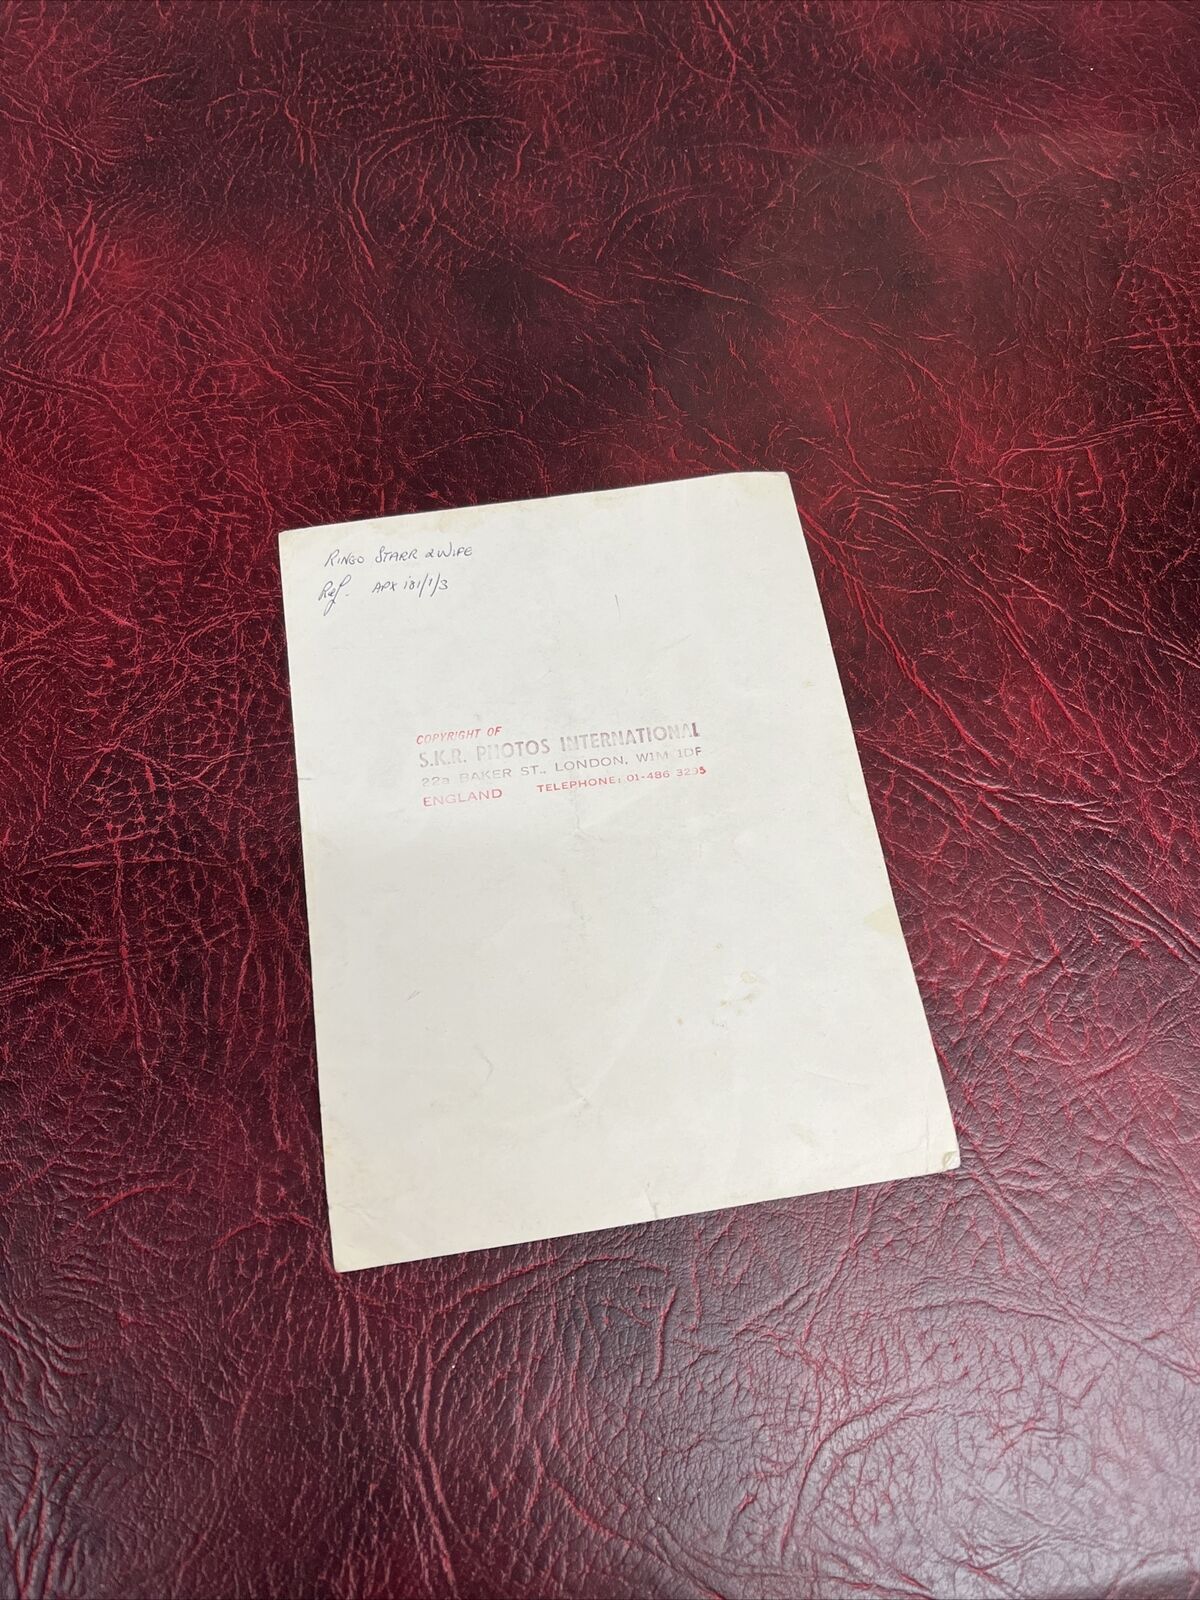 RINGO STARR & WIFE
Ref. APX 181/1/3
COPYRIGHT OF
S.K.R. PHOTOS INTERNATIONAL
22a BAKER ST., LONDON, W1M 1DF
ENGLAND TELEPHONE: 01-486 3295